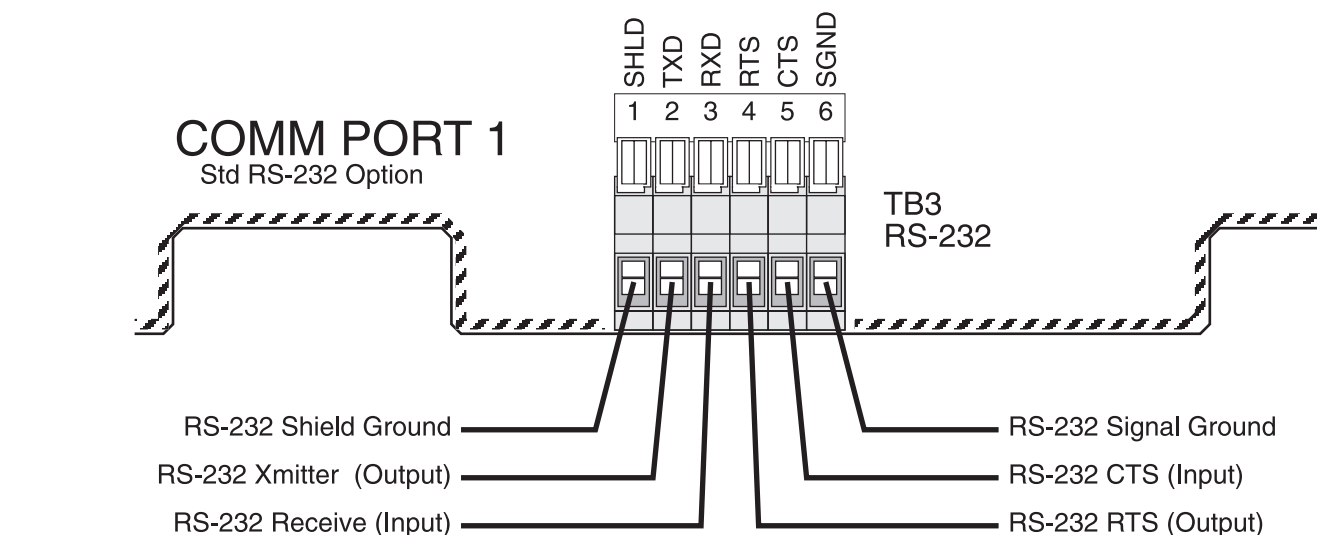 SHLD TXD RXD RTS CTS SGND
1 2 3 4 5 6
COMM PORT 1
Std RS-232 Option
TB3
RS-232
RS-232 Shield Ground
RS-232 Signal Ground
RS-232 Xmitter (Output)
RS-232 CTS (Input)
RS-232 Receive (Input)
RS-232 RTS (Output)